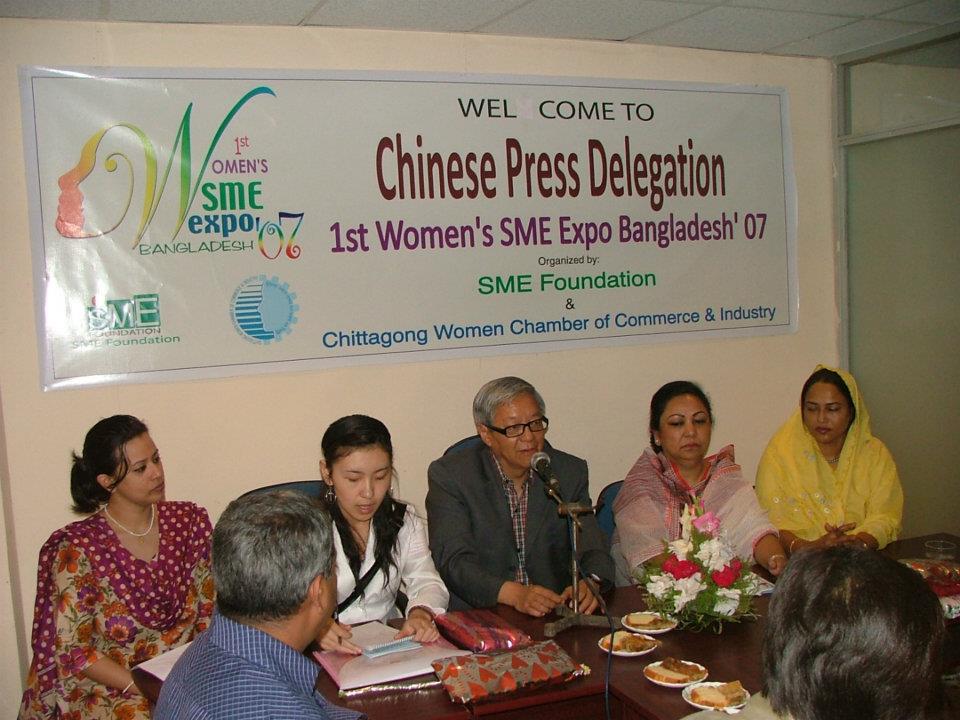 1st
WOMEN'S
SME
expo'07
BANGLADESH
SME
FOUNDATION
SME Foundation
WEL COME TO
Chinese Press Delegation
1st Women's SME Expo Bangladesh' 07
Organized by:
SME Foundation
&
Chittagong Women Chamber of Commerce & Industry